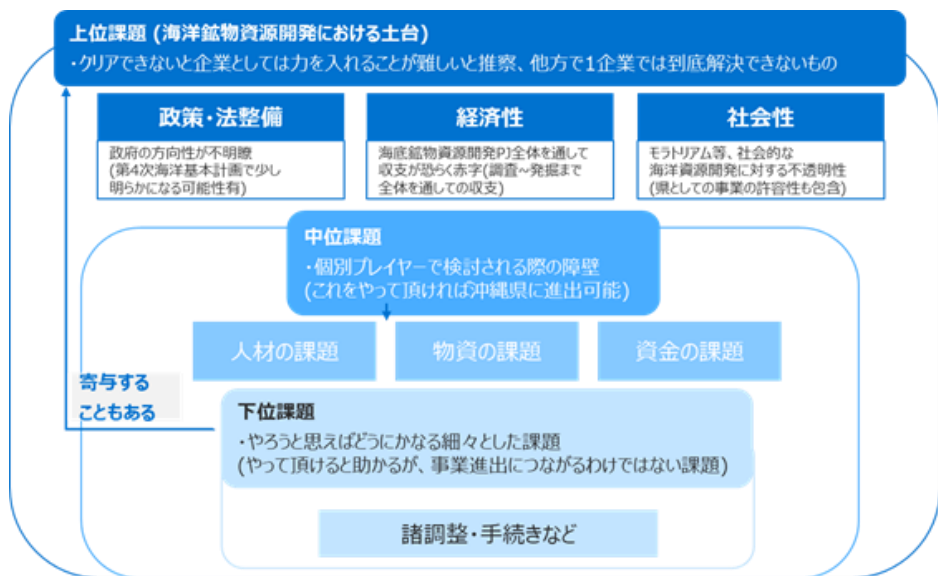 上位課題 (海洋鉱物資源開発における土台)
・クリアできないと企業としては力を入れることが難しいと推察、他方で1企業では到底解決できないもの
政策・法整備
政府の方向性が不明瞭
(第4次海洋基本計画で少し
明らかになる可能性有)
経済性
海底鉱物資源開発PJ全体を通して
収支が恐らく赤字(調査~発掘まで
全体を通しての収支)
社会性
モラトリアム等、社会的な
海洋資源開発に対する不透明性
(県としての事業の許容性も包含)
中位課題
・個別プレイヤーで検討される際の障壁
(これをやって頂ければ沖縄県に進出可能)
人材の課題
物資の課題
資金の課題
寄与する
こともある
下位課題
・やろうと思えばどうにかなる細々とした課題
(やって頂けると助かるが、事業進出につながるわけではない課題)
諸調整・手続きなど